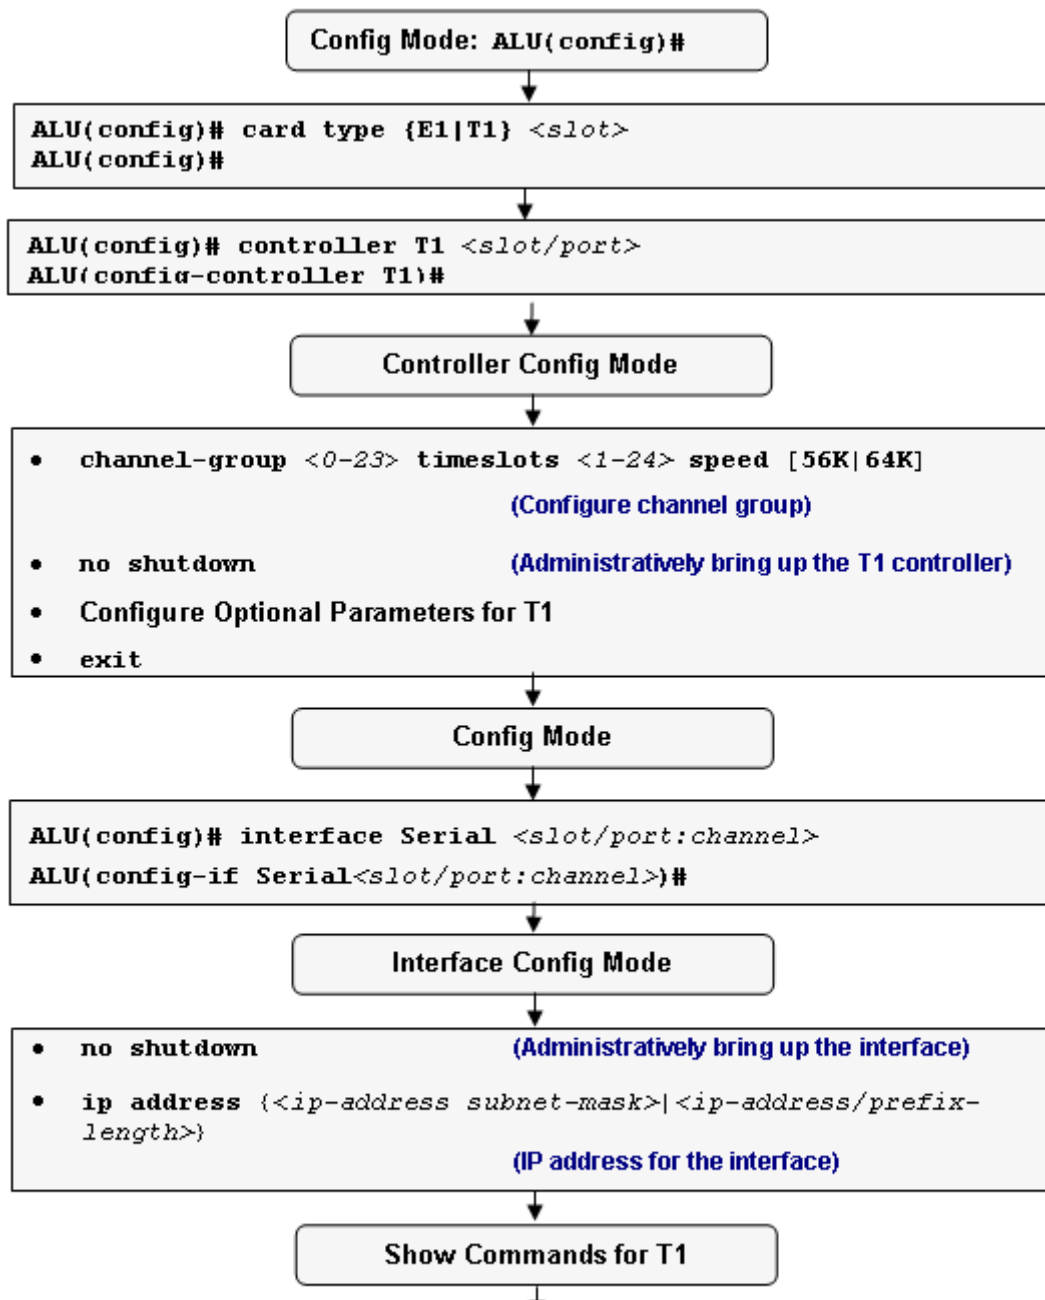 Config Mode: ALU(config)#
ALU(config)# card type {E1|T1} <slot>
ALU(config)#
ALU(config)# controller T1 <slot/port>
ALU(config-controller T1)#
Controller Config Mode
• channel-group <0-23> timeslots <1-24> speed [56K|64K]
(Configure channel group)
• no shutdown (Administratively bring up the T1 controller)
• Configure Optional Parameters for T1
• exit
Config Mode
ALU(config)# interface Serial <slot/port:channel>
ALU(config-if Serial<slot/port:channel>)#
Interface Config Mode
• no shutdown (Administratively bring up the interface)
• ip address {<ip-address subnet-mask>|<ip-address/prefix-
length>}
(IP address for the interface)
Show Commands for T1